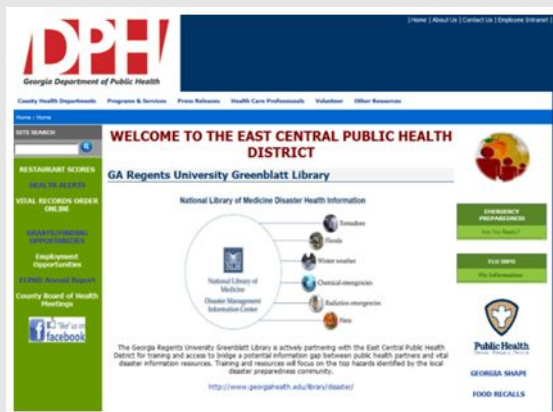 | Home | About Us | Contact Us | Employee Intranet |
DPH
Georgia Department of Public Health
County Health Departments Programs & Services Press Releases Health Care Professionals Volunteer Other Resources
Home : Home
SITE SEARCH
RESTAURANT SCORES
HEALTH ALERTS
VITAL RECORDS ORDER
ONLINE
GRANTS/FUNDING
OPPORTUNITIES
Employment
Opportunities
ECPHD Annual Report
County Board of Health
Meetings
"like" us on
facebook
WELCOME TO THE EAST CENTRAL PUBLIC HEALTH
DISTRICT
GA Regents University Greenblatt Library
National Library of Medicine Disaster Health Information
National Library of
Medicine
Disaster Management
Information Center
Tornadoes
Floods
Winter weather
Chemical emergencies
Radiation emergencies
Fires
The Georgia Regents University Greenblatt Library is actively partnering with the East Central Public Health
District for training and access to bridge a potential information gap between public health partners and vital
disaster information resources. Training and resources will focus on the top hazards identified by the local
disaster preparedness community.
http://www.georgiahealth.edu/library/disaster/
EMERGENCY
PREPAREDNESS
Are You Ready?
FLU INFO
Flu Information
Public Health
Prevent. Promote. Protect.
GEORGIA SHAPE
FOOD RECALLS